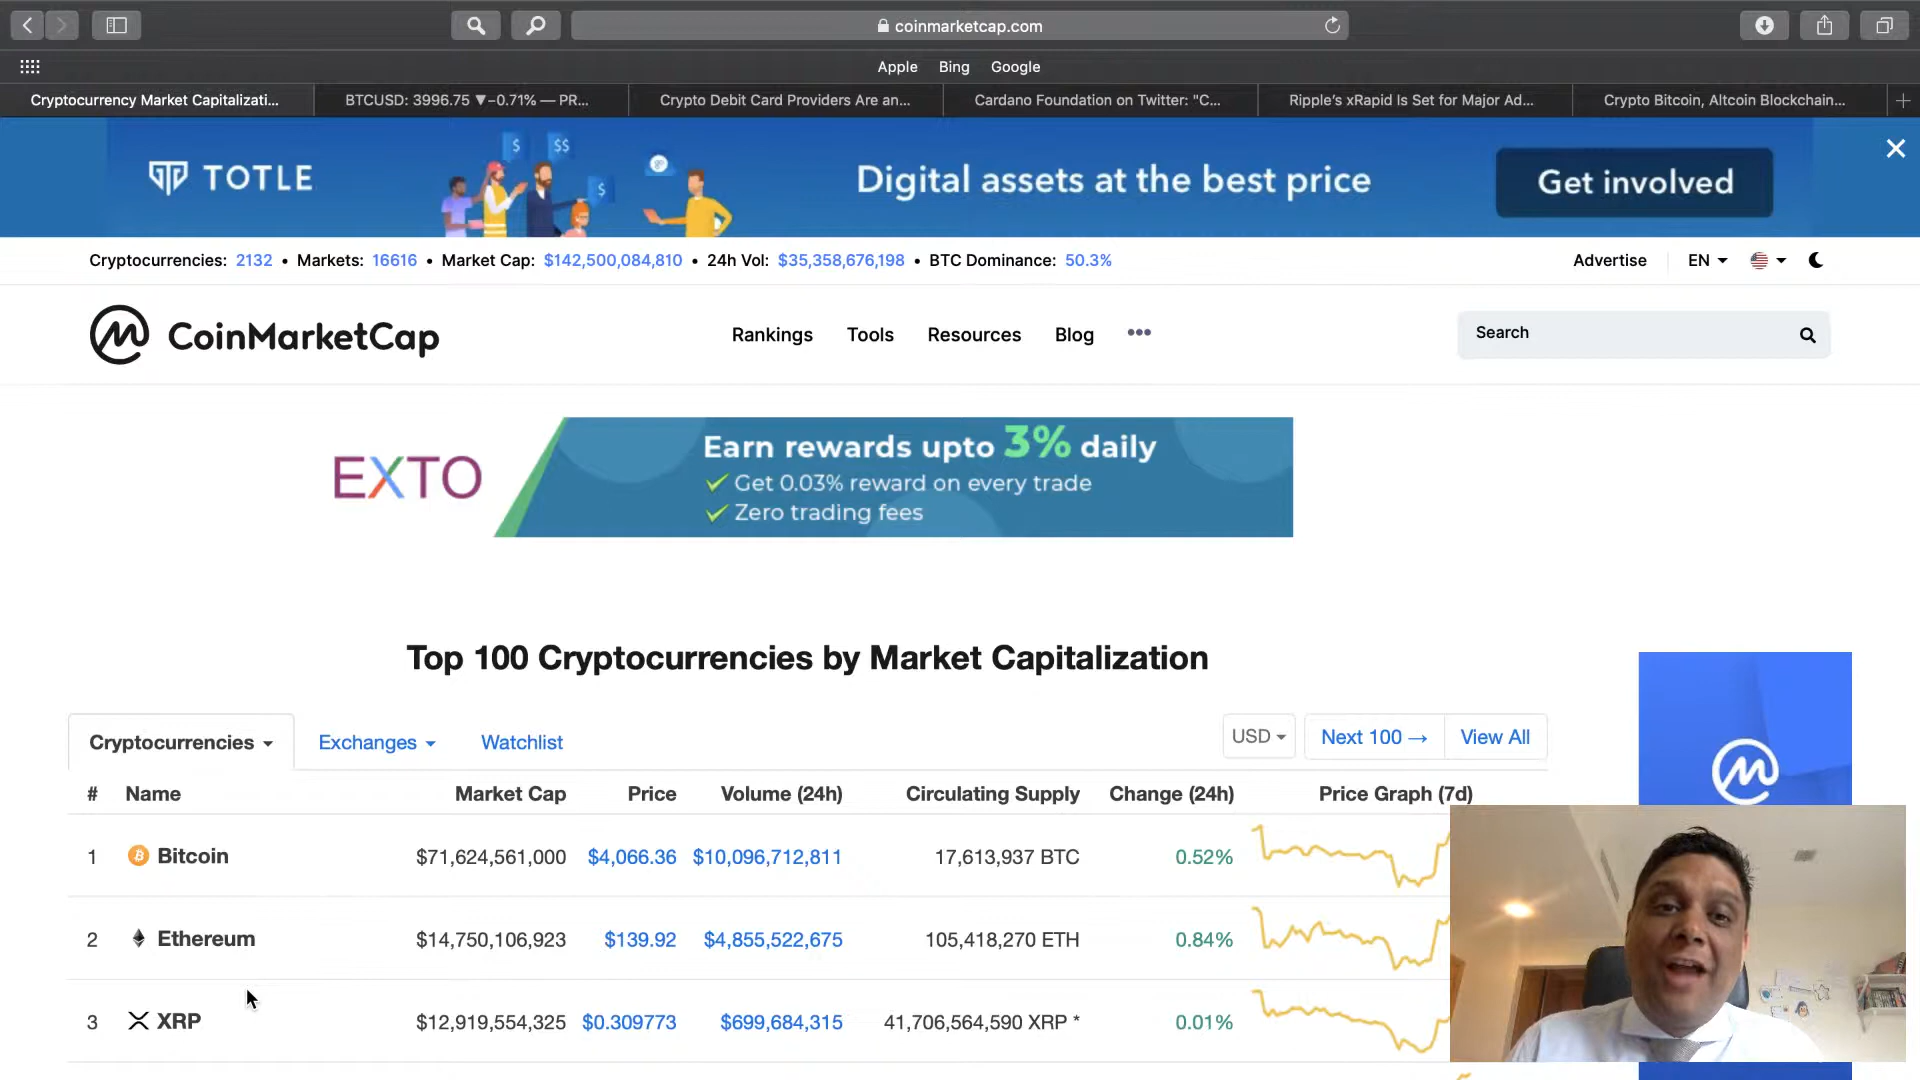 coinmarketcap.com
Apple Bing Google
Cryptocurrency Market Capitalizati... BTCUSD: 3996.75 ▼−0.71% — PR... Crypto Debit Card Providers Are an... Cardano Foundation on Twitter: "C... Ripple's xRapid Is Set for Major Ad... Crypto Bitcoin, Altcoin Blockchain...
$ $$
$
TOTLE
Digital assets at the best price
Get involved
Cryptocurrencies: 2132 • Markets: 16616 • Market Cap: $142,500,084,810 • 24h Vol: $35,358,676,198 • BTC Dominance: 50.3% Advertise EN
CoinMarketCap Rankings Tools Resources Blog ••• Search
EXTO
Earn rewards upto 3% daily
Get 0.03% reward on every trade
Zero trading fees
Top 100 Cryptocurrencies by Market Capitalization
Cryptocurrencies Exchanges Watchlist USD Next 100 → View All
# Name Market Cap Price Volume (24h) Circulating Supply Change (24h) Price Graph (7d)
1 Bitcoin $71,624,561,000 $4,066.36 $10,096,712,811 17,613,937 BTC 0.52%
2 Ethereum $14,750,106,923 $139.92 $4,855,522,675 105,418,270 ETH 0.84%
3 XRP $12,919,554,325 $0.309773 $699,684,315 41,706,564,590 XRP * 0.01%